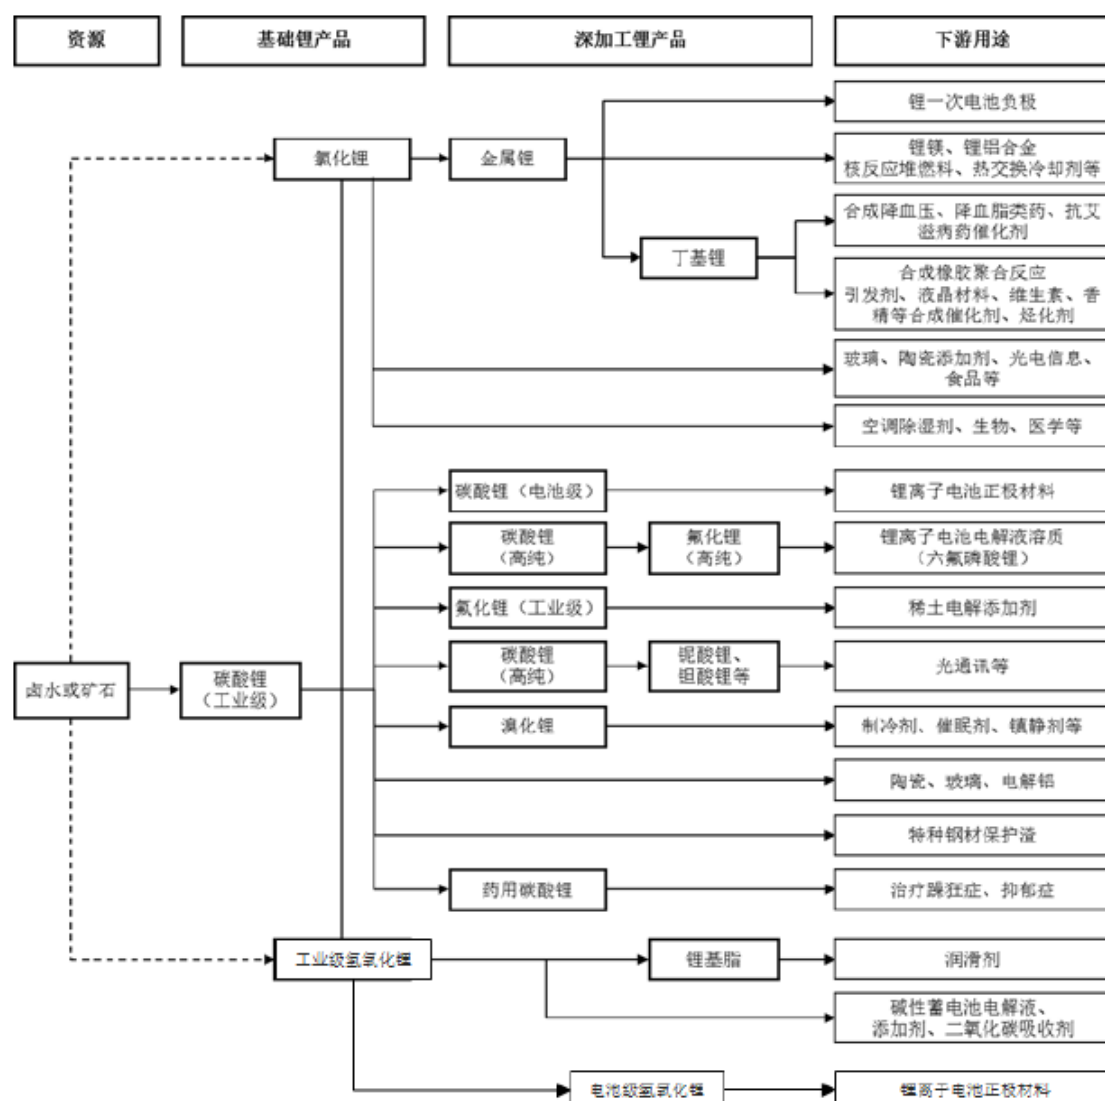 资源
基础锂产品
深加工锂产品
下游用途
锂一次电池负极
氯化锂
金属锂
锂镁、锂铝合金
核反应堆燃料、热交换冷却剂等
合成降血压、降血脂类药、抗艾
滋病药催化剂
丁基锂
合成橡胶聚合反应
引发剂、液晶材料、维生素、香
精等合成催化剂、烃化剂
玻璃、陶瓷添加剂、光电信息、
食品等
空调除湿剂、生物、医学等
碳酸锂（电池级）
锂离子电池正极材料
碳酸锂
（高纯）
氟化锂
（高纯）
锂离子电池电解液溶质
（六氟磷酸锂）
氟化锂（工业级）
稀土电解添加剂
碳酸锂
（高纯）
铌酸锂、
钽酸锂等
光通讯等
卤水或矿石
碳酸锂
（工业级）
溴化锂
制冷剂、催眠剂、镇静剂等
陶瓷、玻璃、电解铝
特种钢材保护渣
药用碳酸锂
治疗躁狂症、抑郁症
工业级氢氧化锂
锂基脂
润滑剂
碱性蓄电池电解液、
添加剂、二氧化碳吸收剂
电池级氢氧化锂
锂离子电池正极材料